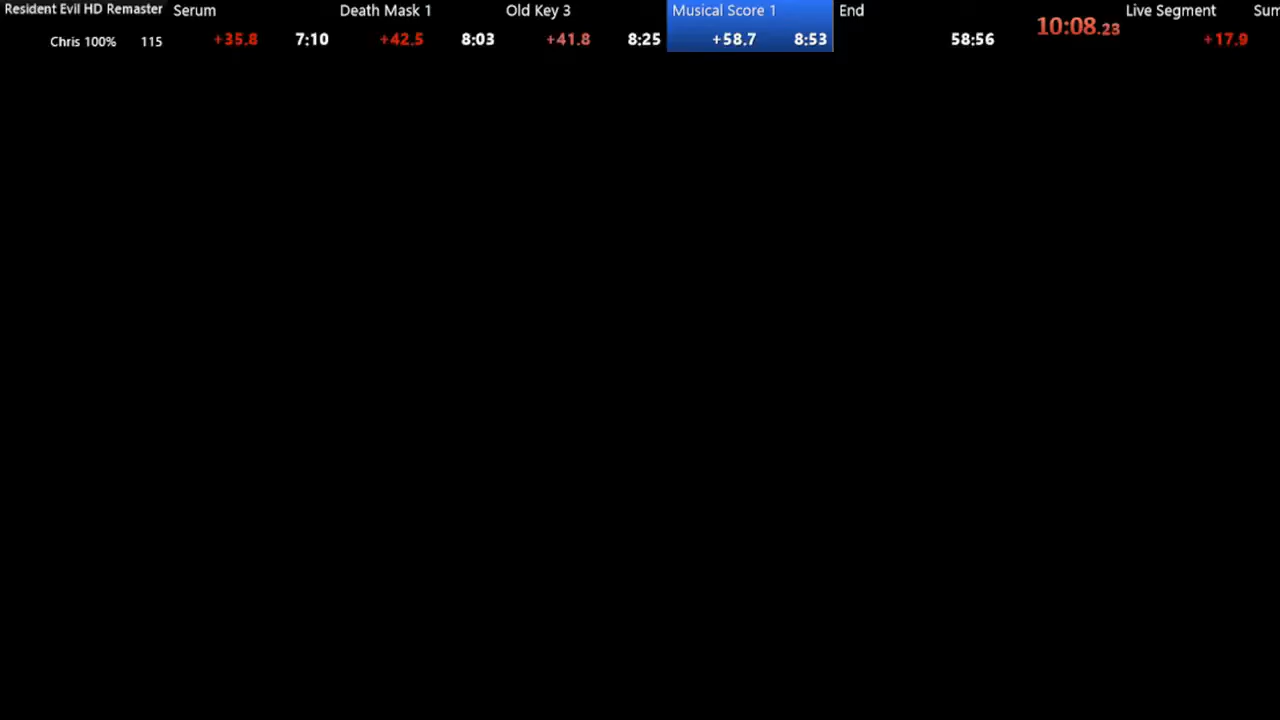 Resident Evil HD Remaster Serum Death Mask 1 Old Key 3 Musical Score 1 End 10:08.23 Live Segment Sum
Chris 100% 115 +35.8 7:10 +42.5 8:03 +41.8 8:25 +58.7 8:53 58:56 +17.9